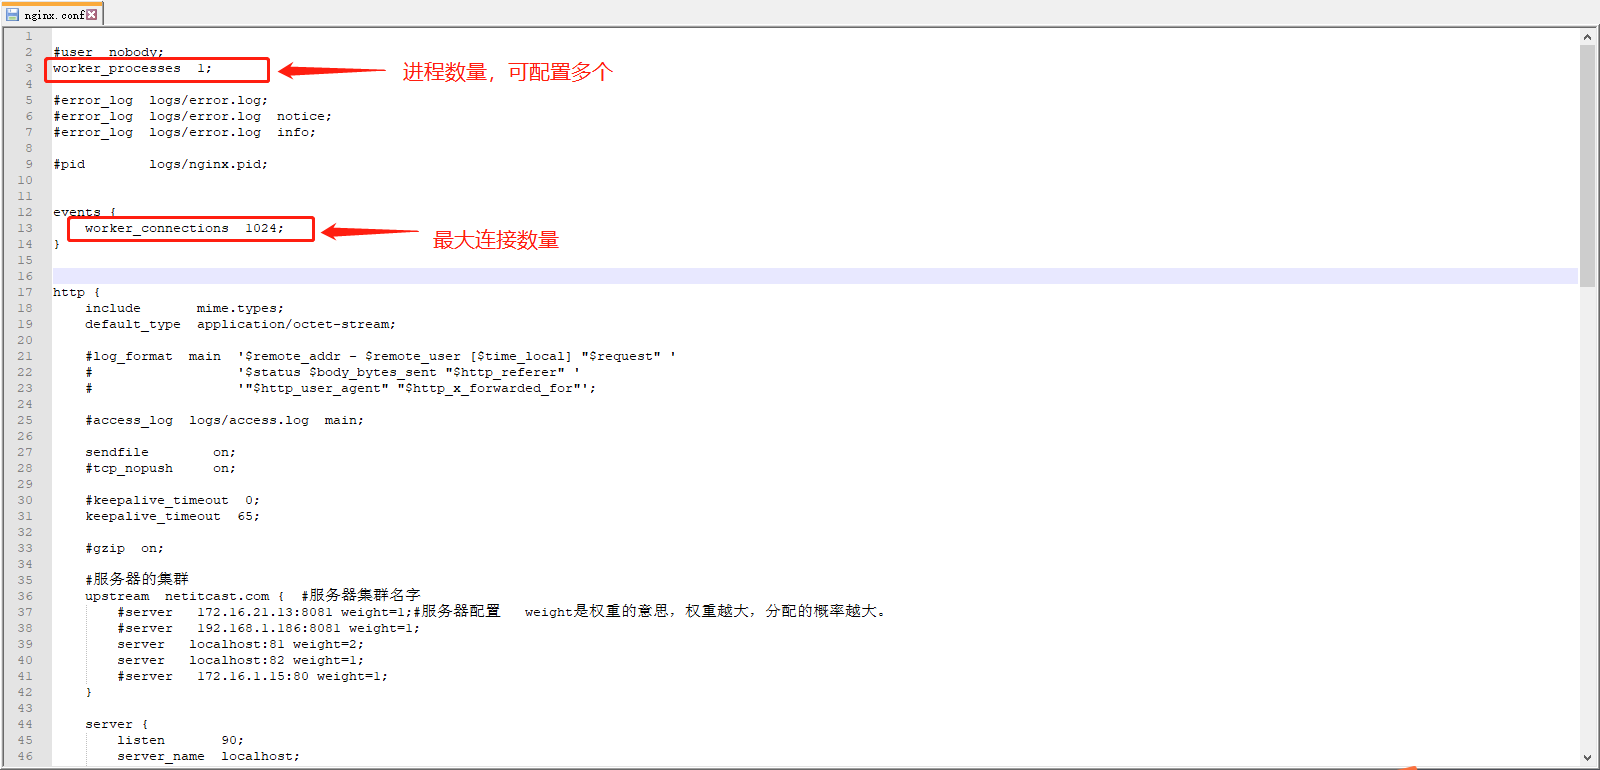 nginx.conf
1
2 #user  nobody;
3 worker_processes  1;
进程数量，可配置多个
4
5 #error_log  logs/error.log;
6 #error_log  logs/error.log  notice;
7 #error_log  logs/error.log  info;
8
9 #pid        logs/nginx.pid;
10
11
12 events {
13     worker_connections  1024;
最大连接数量
14 }
15
16
17 http {
18     include       mime.types;
19     default_type  application/octet-stream;
20
21     #log_format  main  '$remote_addr - $remote_user [$time_local] "$request" '
22     #                  '$status $body_bytes_sent "$http_referer" '
23     #                  '"$http_user_agent" "$http_x_forwarded_for"';
24
25     #access_log  logs/access.log  main;
26
27     sendfile        on;
28     #tcp_nopush     on;
29
30     #keepalive_timeout  0;
31     keepalive_timeout  65;
32
33     #gzip  on;
34
35     #服务器的集群
36     upstream  netitcast.com {  #服务器集群名字
37         #server   172.16.21.13:8081 weight=1;#服务器配置   weight是权重的意思，权重越大，分配的概率越大。
38         #server   192.168.1.186:8081 weight=1;
39         server   localhost:81 weight=2;
40         server   localhost:82 weight=1;
41         #server   172.16.1.15:80 weight=1;
42     }
43
44     server {
45         listen       90;
46         server_name  localhost;